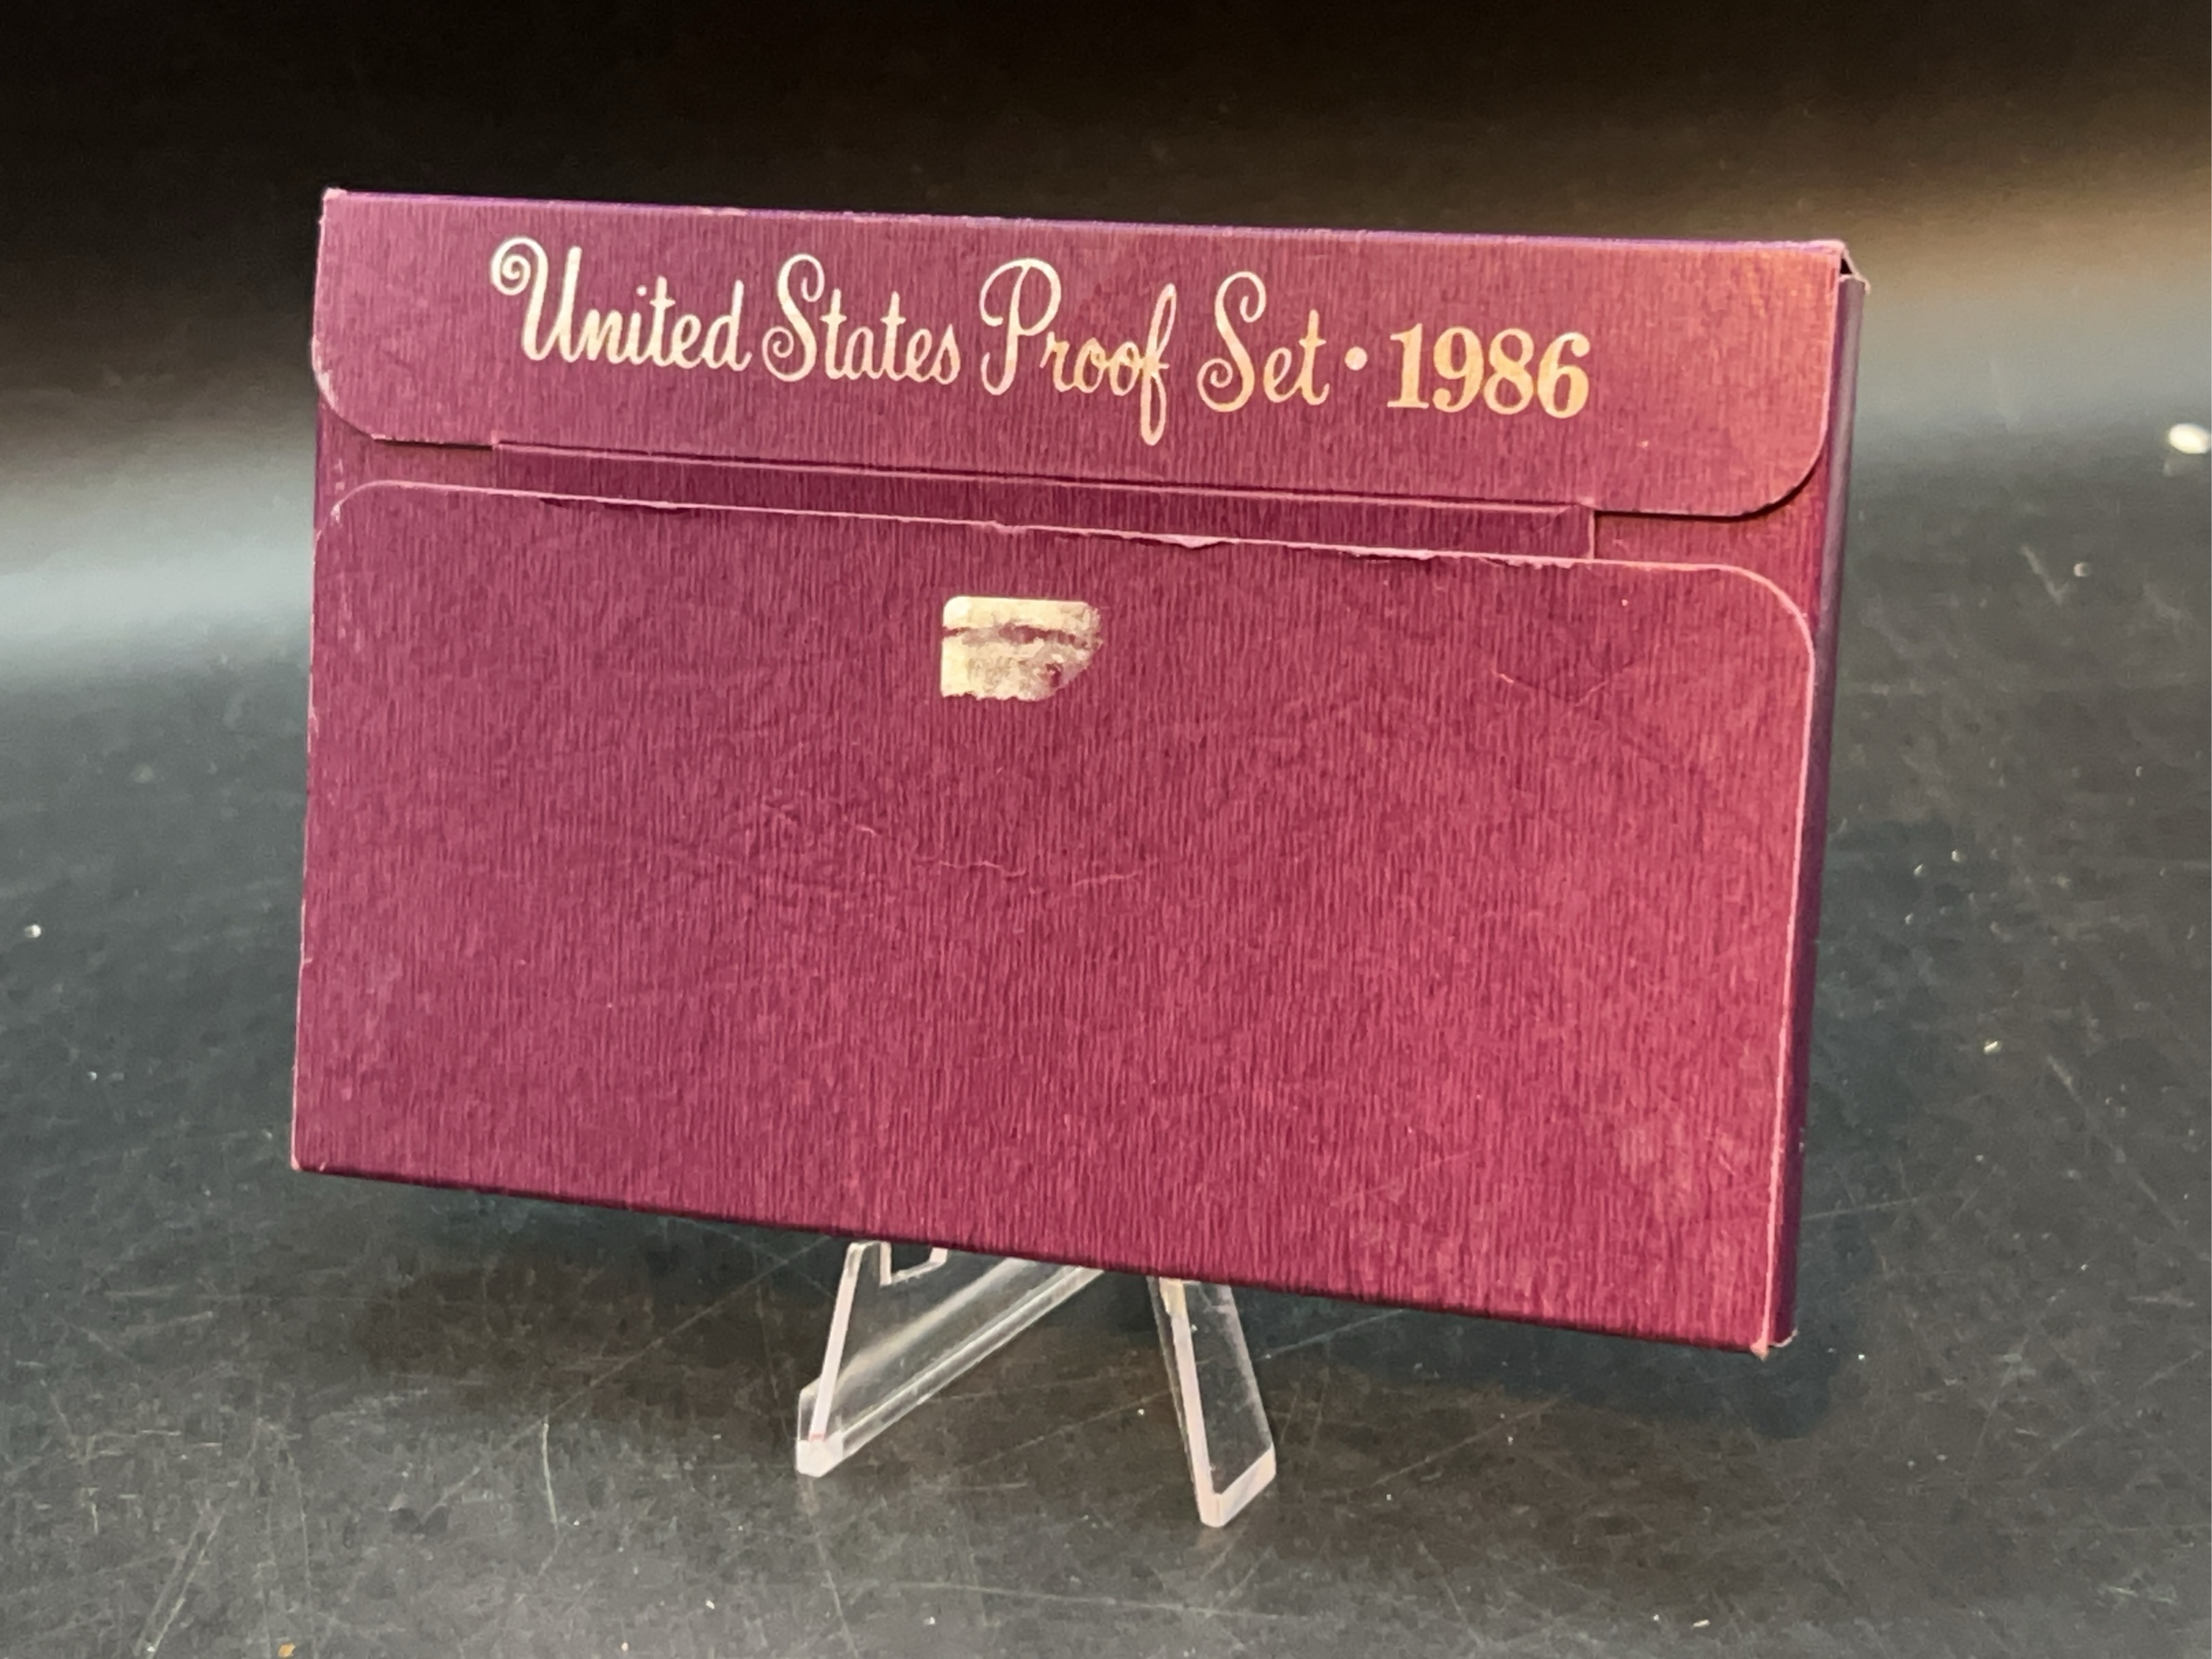 United States Proof Set • 1986